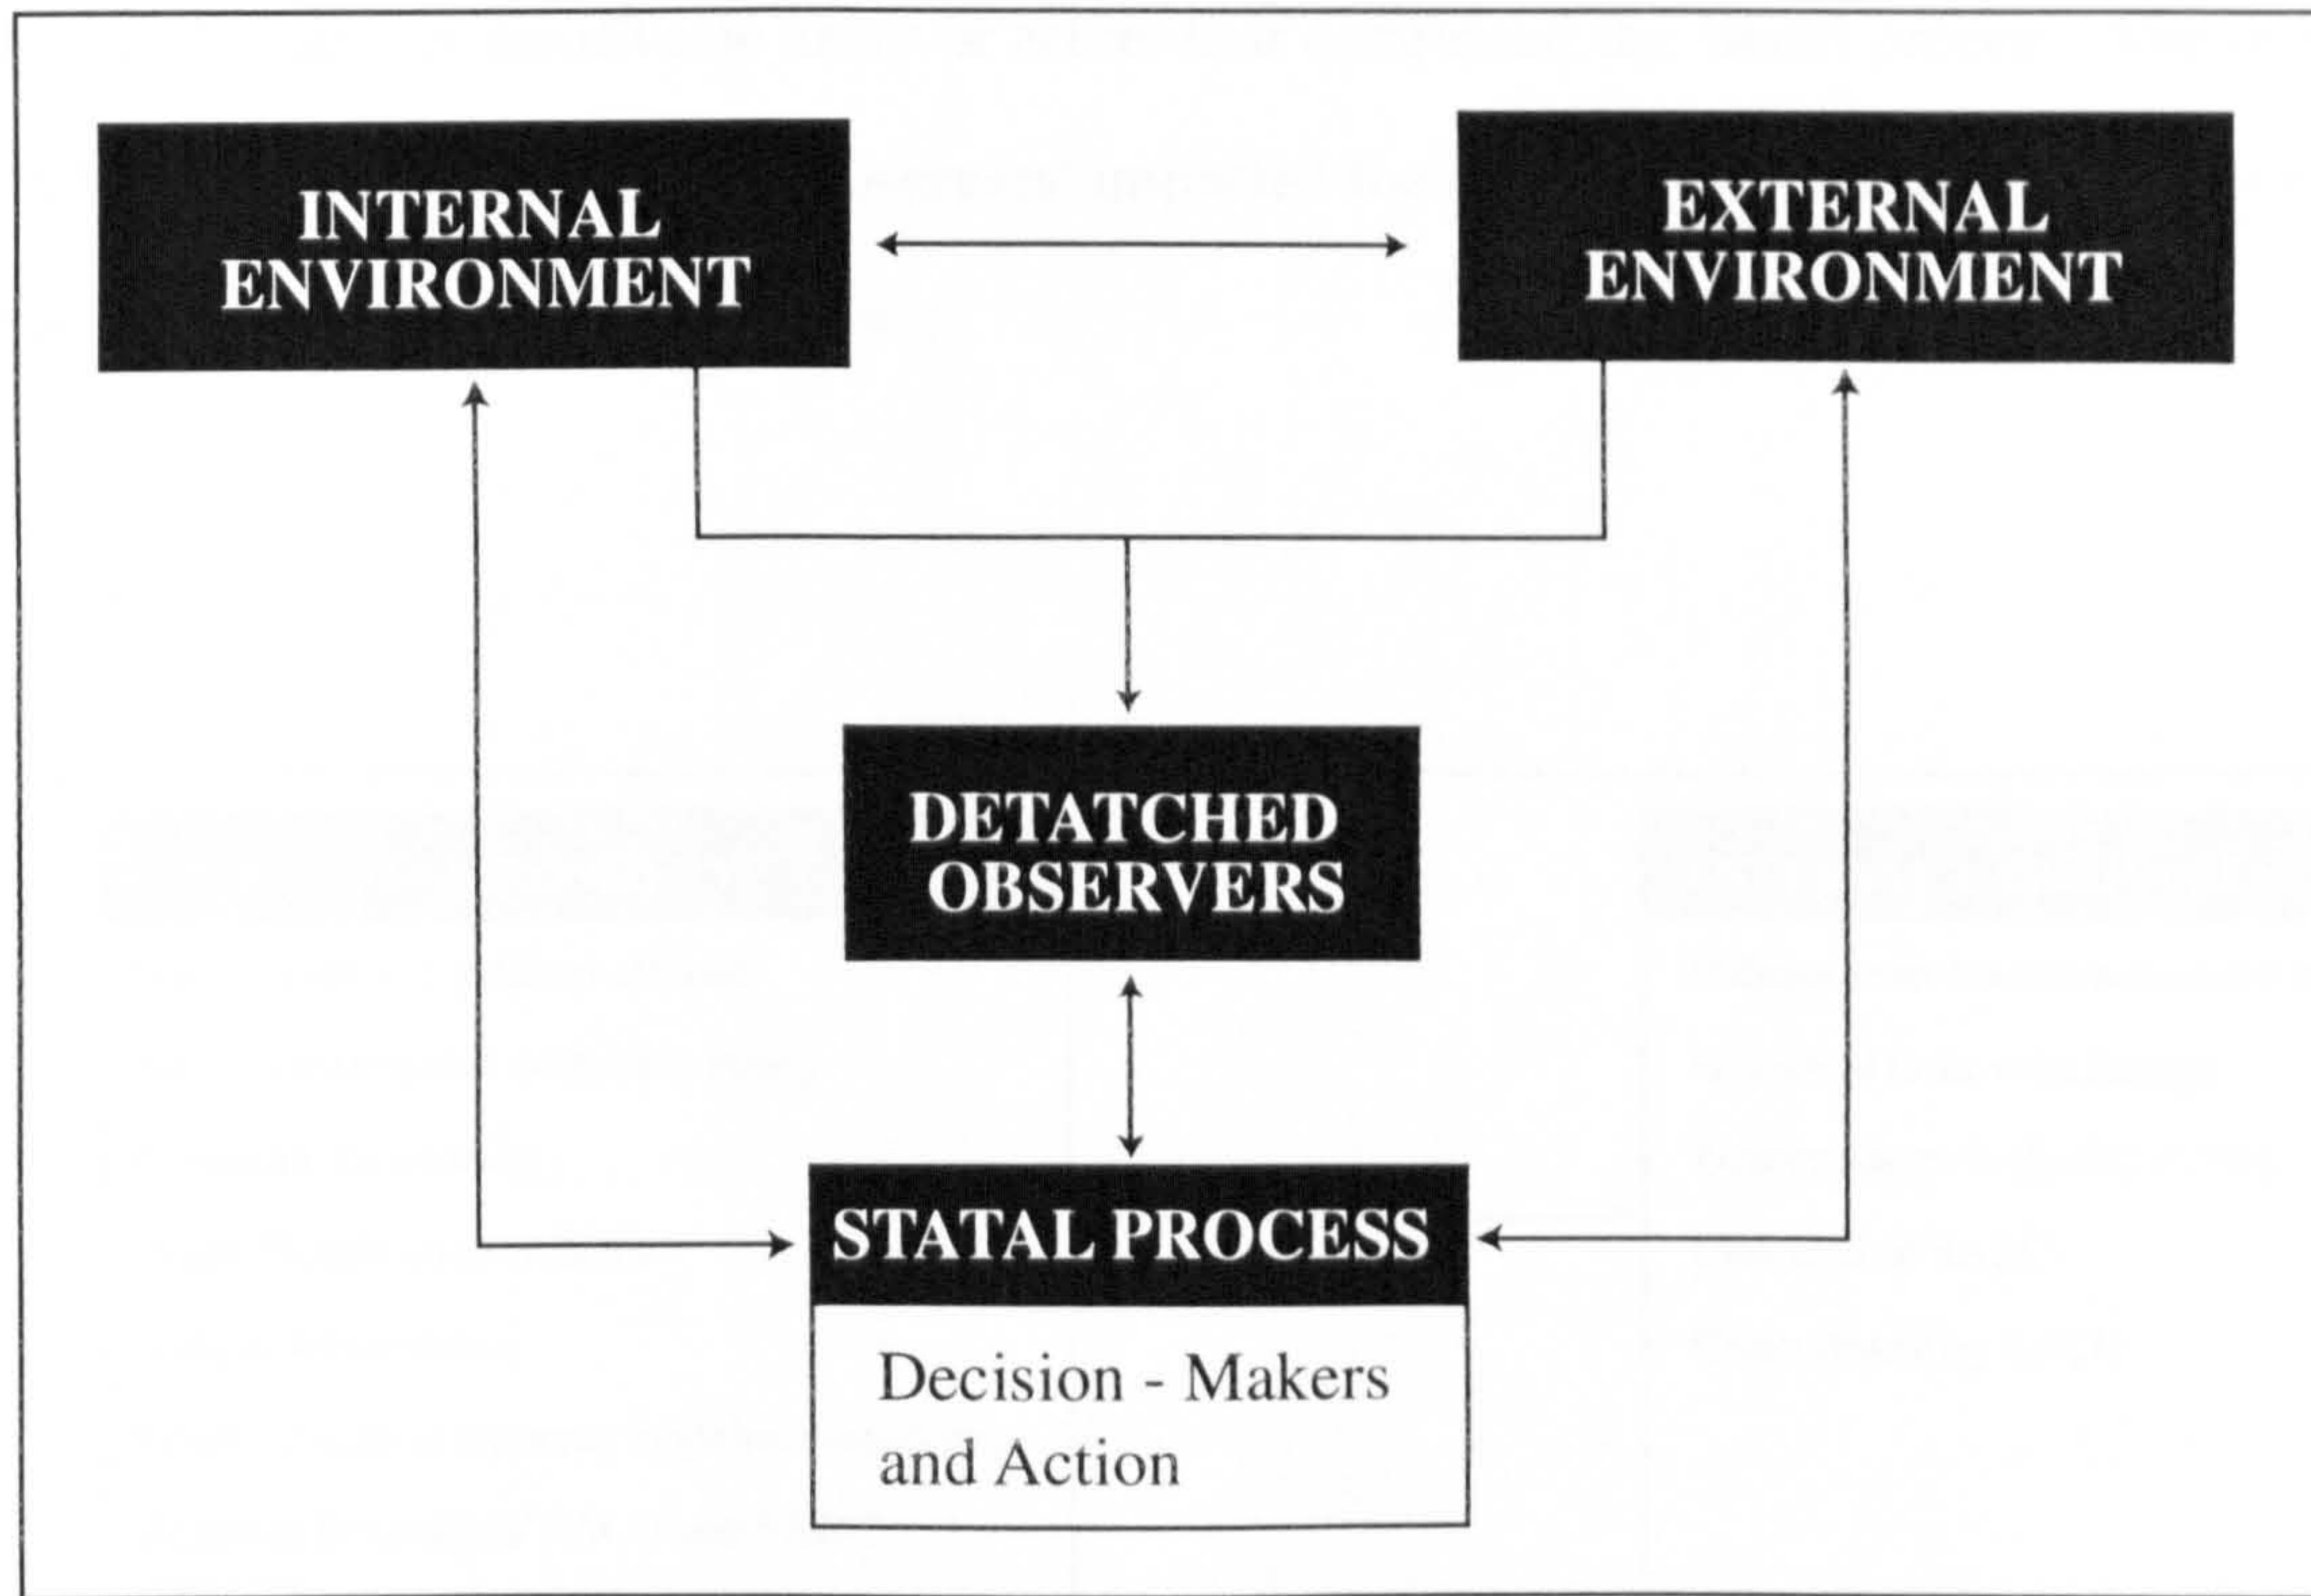 INTERNAL
ENVIRONMENT
EXTERNAL
ENVIRONMENT
DETATCHED
OBSERVERS
STATAL PROCESS
Decision - Makers
and Action